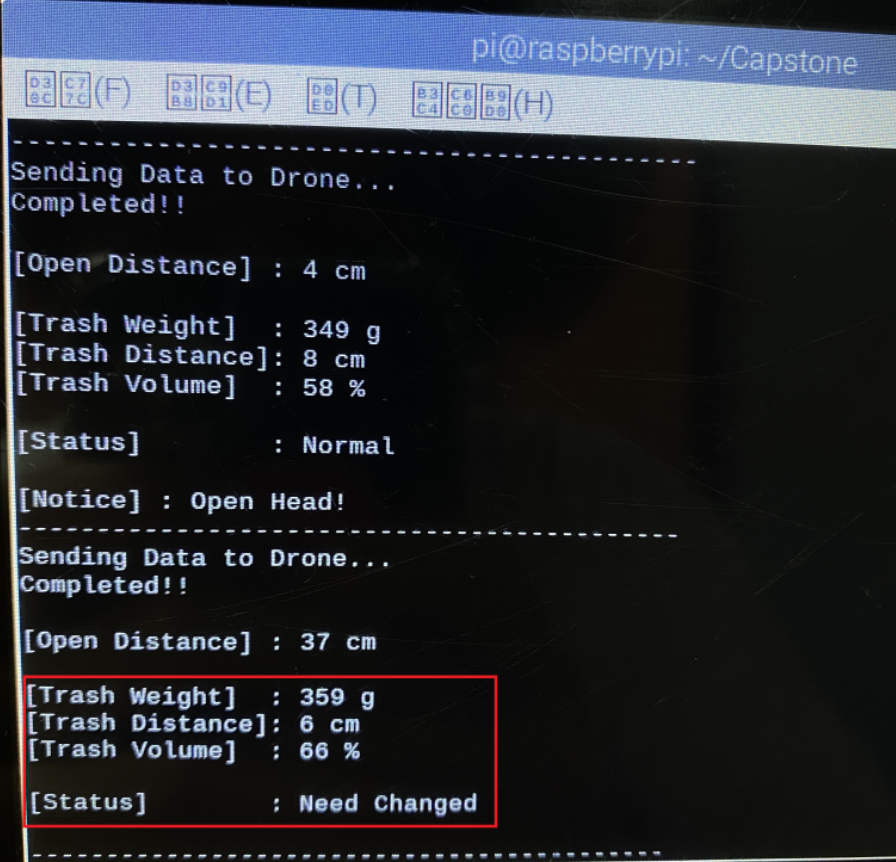 pi@raspberrypi: ~/Capstone
(F) (E) (T) (H)
--------------------------------------------
Sending Data to Drone...
Completed!!
[Open Distance] : 4 cm
[Trash Weight]  : 349 g
[Trash Distance]: 8 cm
[Trash Volume]  : 58 %
[Status]        : Normal
[Notice] : Open Head!
--------------------------------------------
Sending Data to Drone...
Completed!!
[Open Distance] : 37 cm
[Trash Weight]  : 359 g
[Trash Distance]: 6 cm
[Trash Volume]  : 66 %
[Status]        : Need Changed
--------------------------------------------